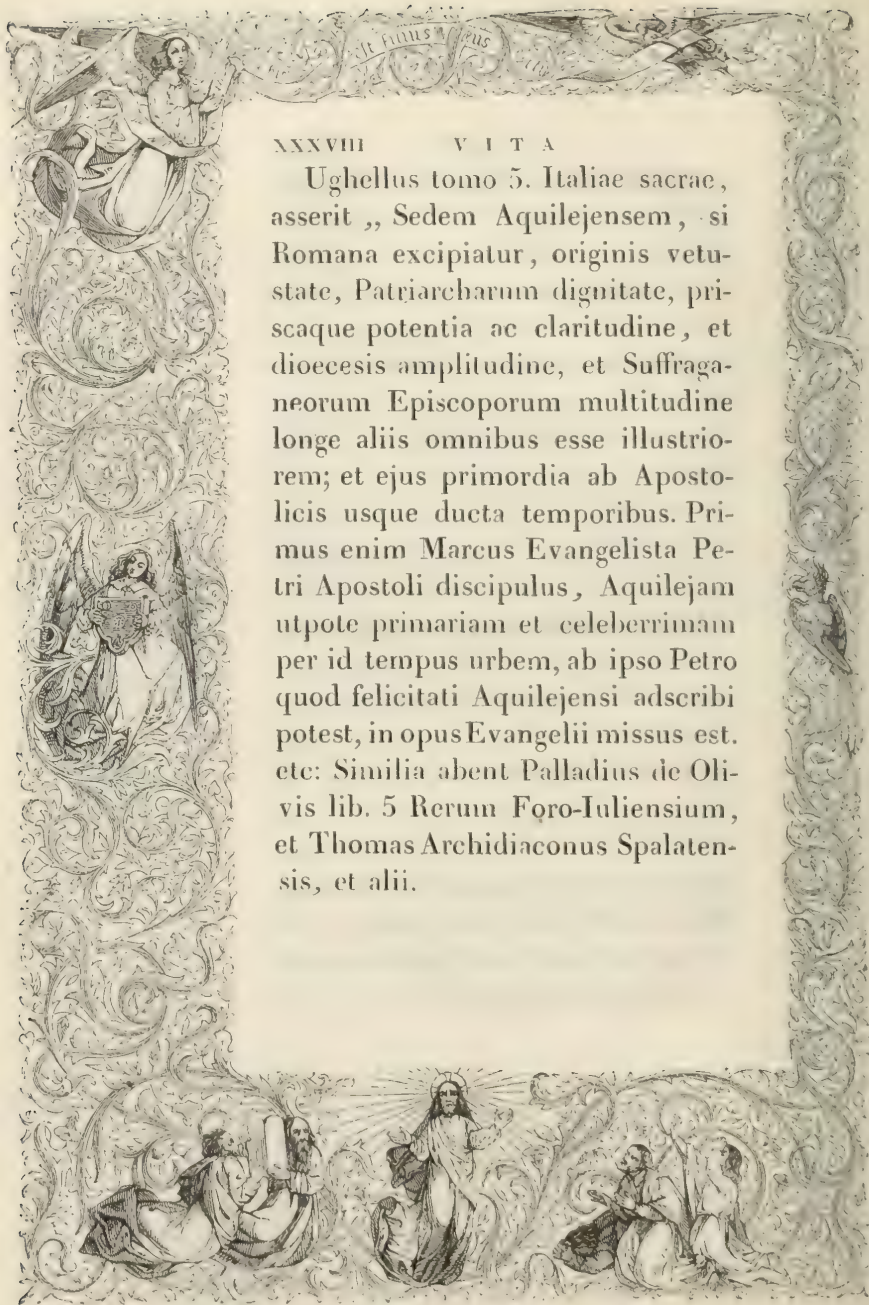 XXXVIII VITA
Ughellus tomo 5. Italiae sacrae,
asserit „ Sedem Aquilejensem, si
Romana excipiatur, originis vetu-
state, Patriarcharum dignitate, pri-
scaque potentia ac claritudine, et
dioecesis amplitudine, et Suffraga-
neorum Episcoporum multitudine
longe aliis omnibus esse illustrio-
rem; et ejus primordia ab Aposto-
licis usque ducta temporibus. Pri-
mus enim Marcus Evangelista Pe-
tri Apostoli discipulus, Aquilejam
utpote primariam et celeberrimam
per id tempus urbem, ab ipso Petro
quod felicitati Aquilejensi adscribi
potest, in opus Evangelii missus est.
etc: Similia abent Palladius de Oli-
vis lib. 5 Rerum Foro-Iuliensium,
et Thomas Archidiaconus Spalaten-
sis, et alii.